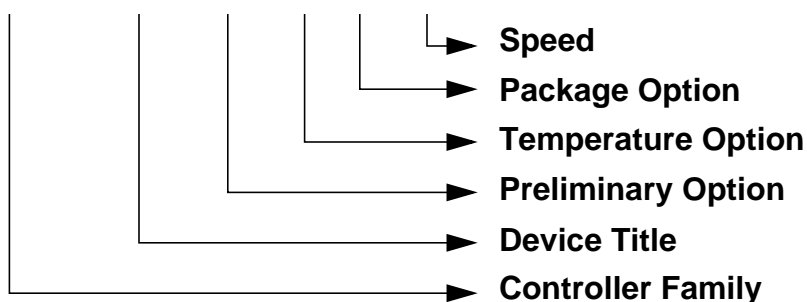 Speed
Package Option
Temperature Option
Preliminary Option
Device Title
Controller Family